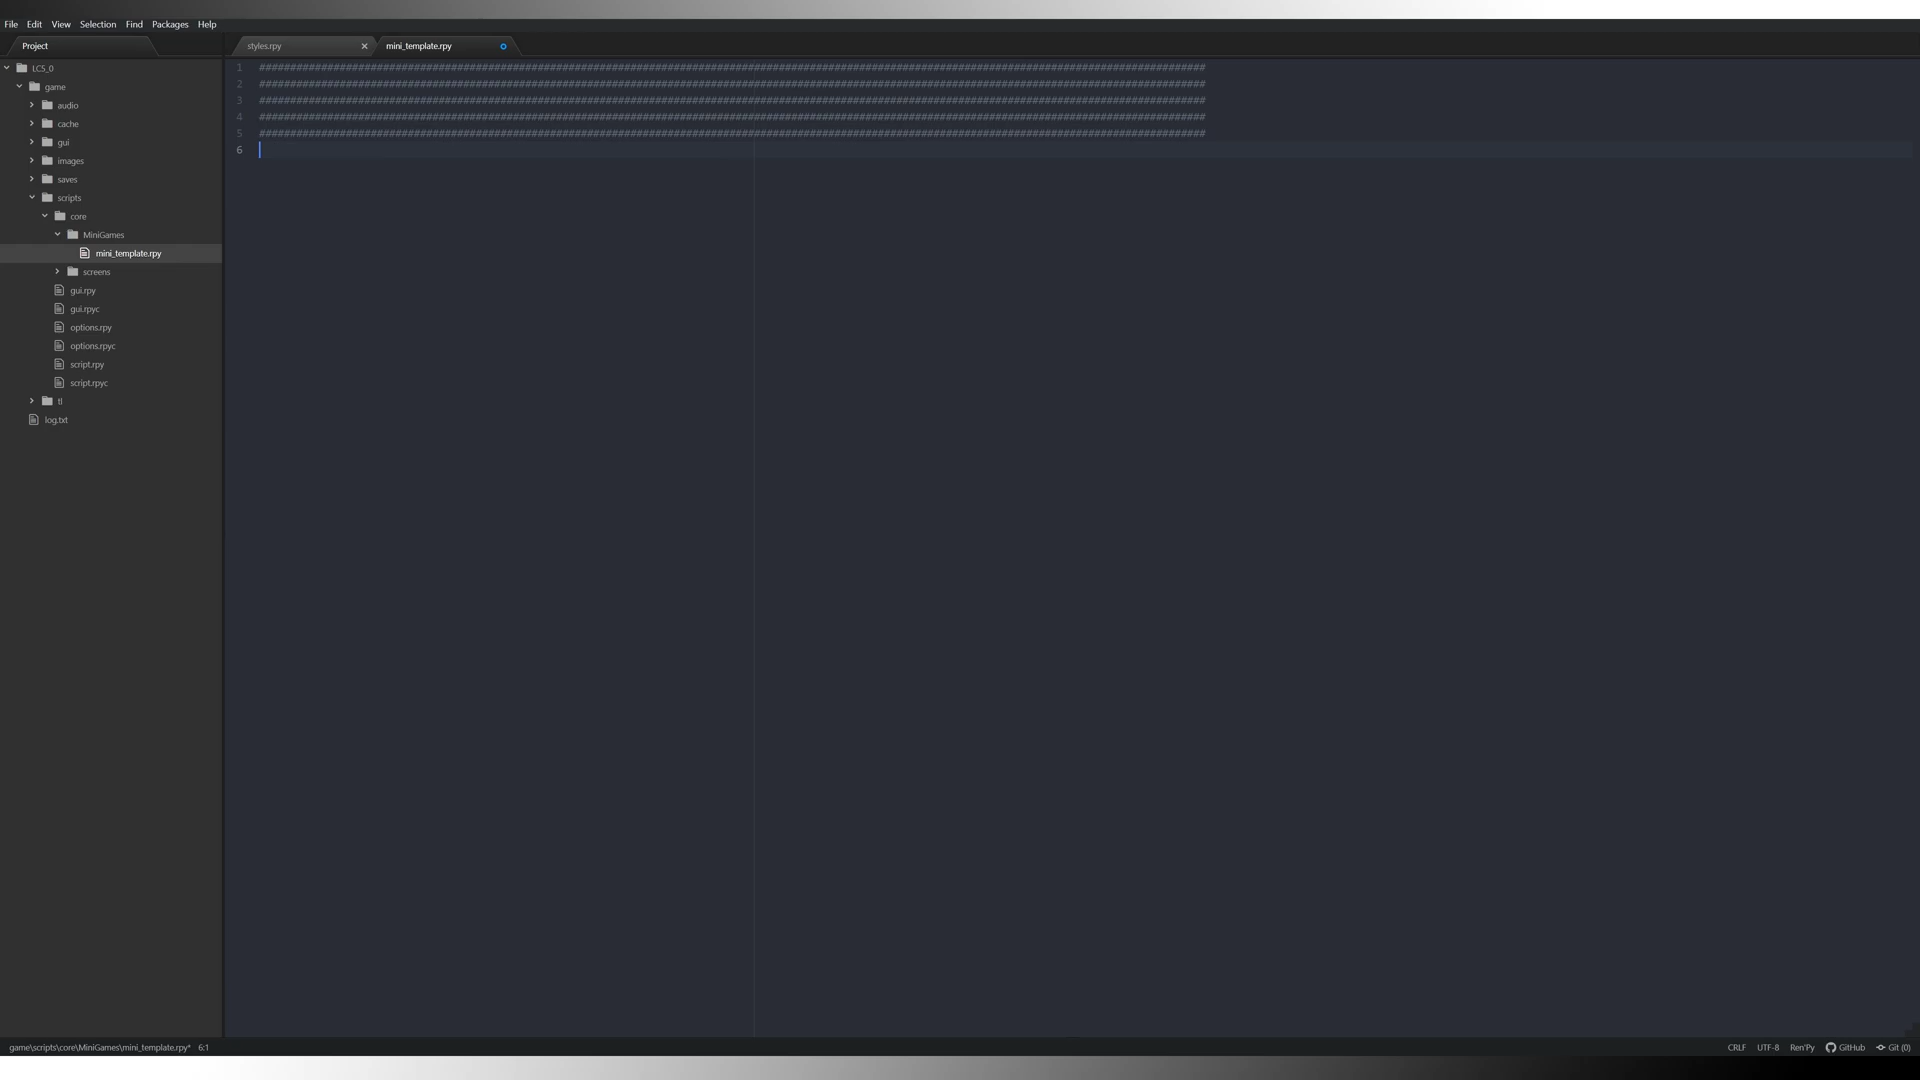 File Edit View Selection Find Packages Help
Project
styles.rpy
mini_template.rpy
LC5_0
game
audio
cache
gui
images
saves
scripts
core
MiniGames
mini_template.rpy
screens
gui.rpy
gui.rpyc
options.rpy
options.rpyc
script.rpy
script.rpyc
tl
log.txt
1
2
3
4
5
6
game\scripts\core\MiniGames\mini_template.rpy* 6:1
CRLF UTF-8 Ren'Py GitHub Git (0)